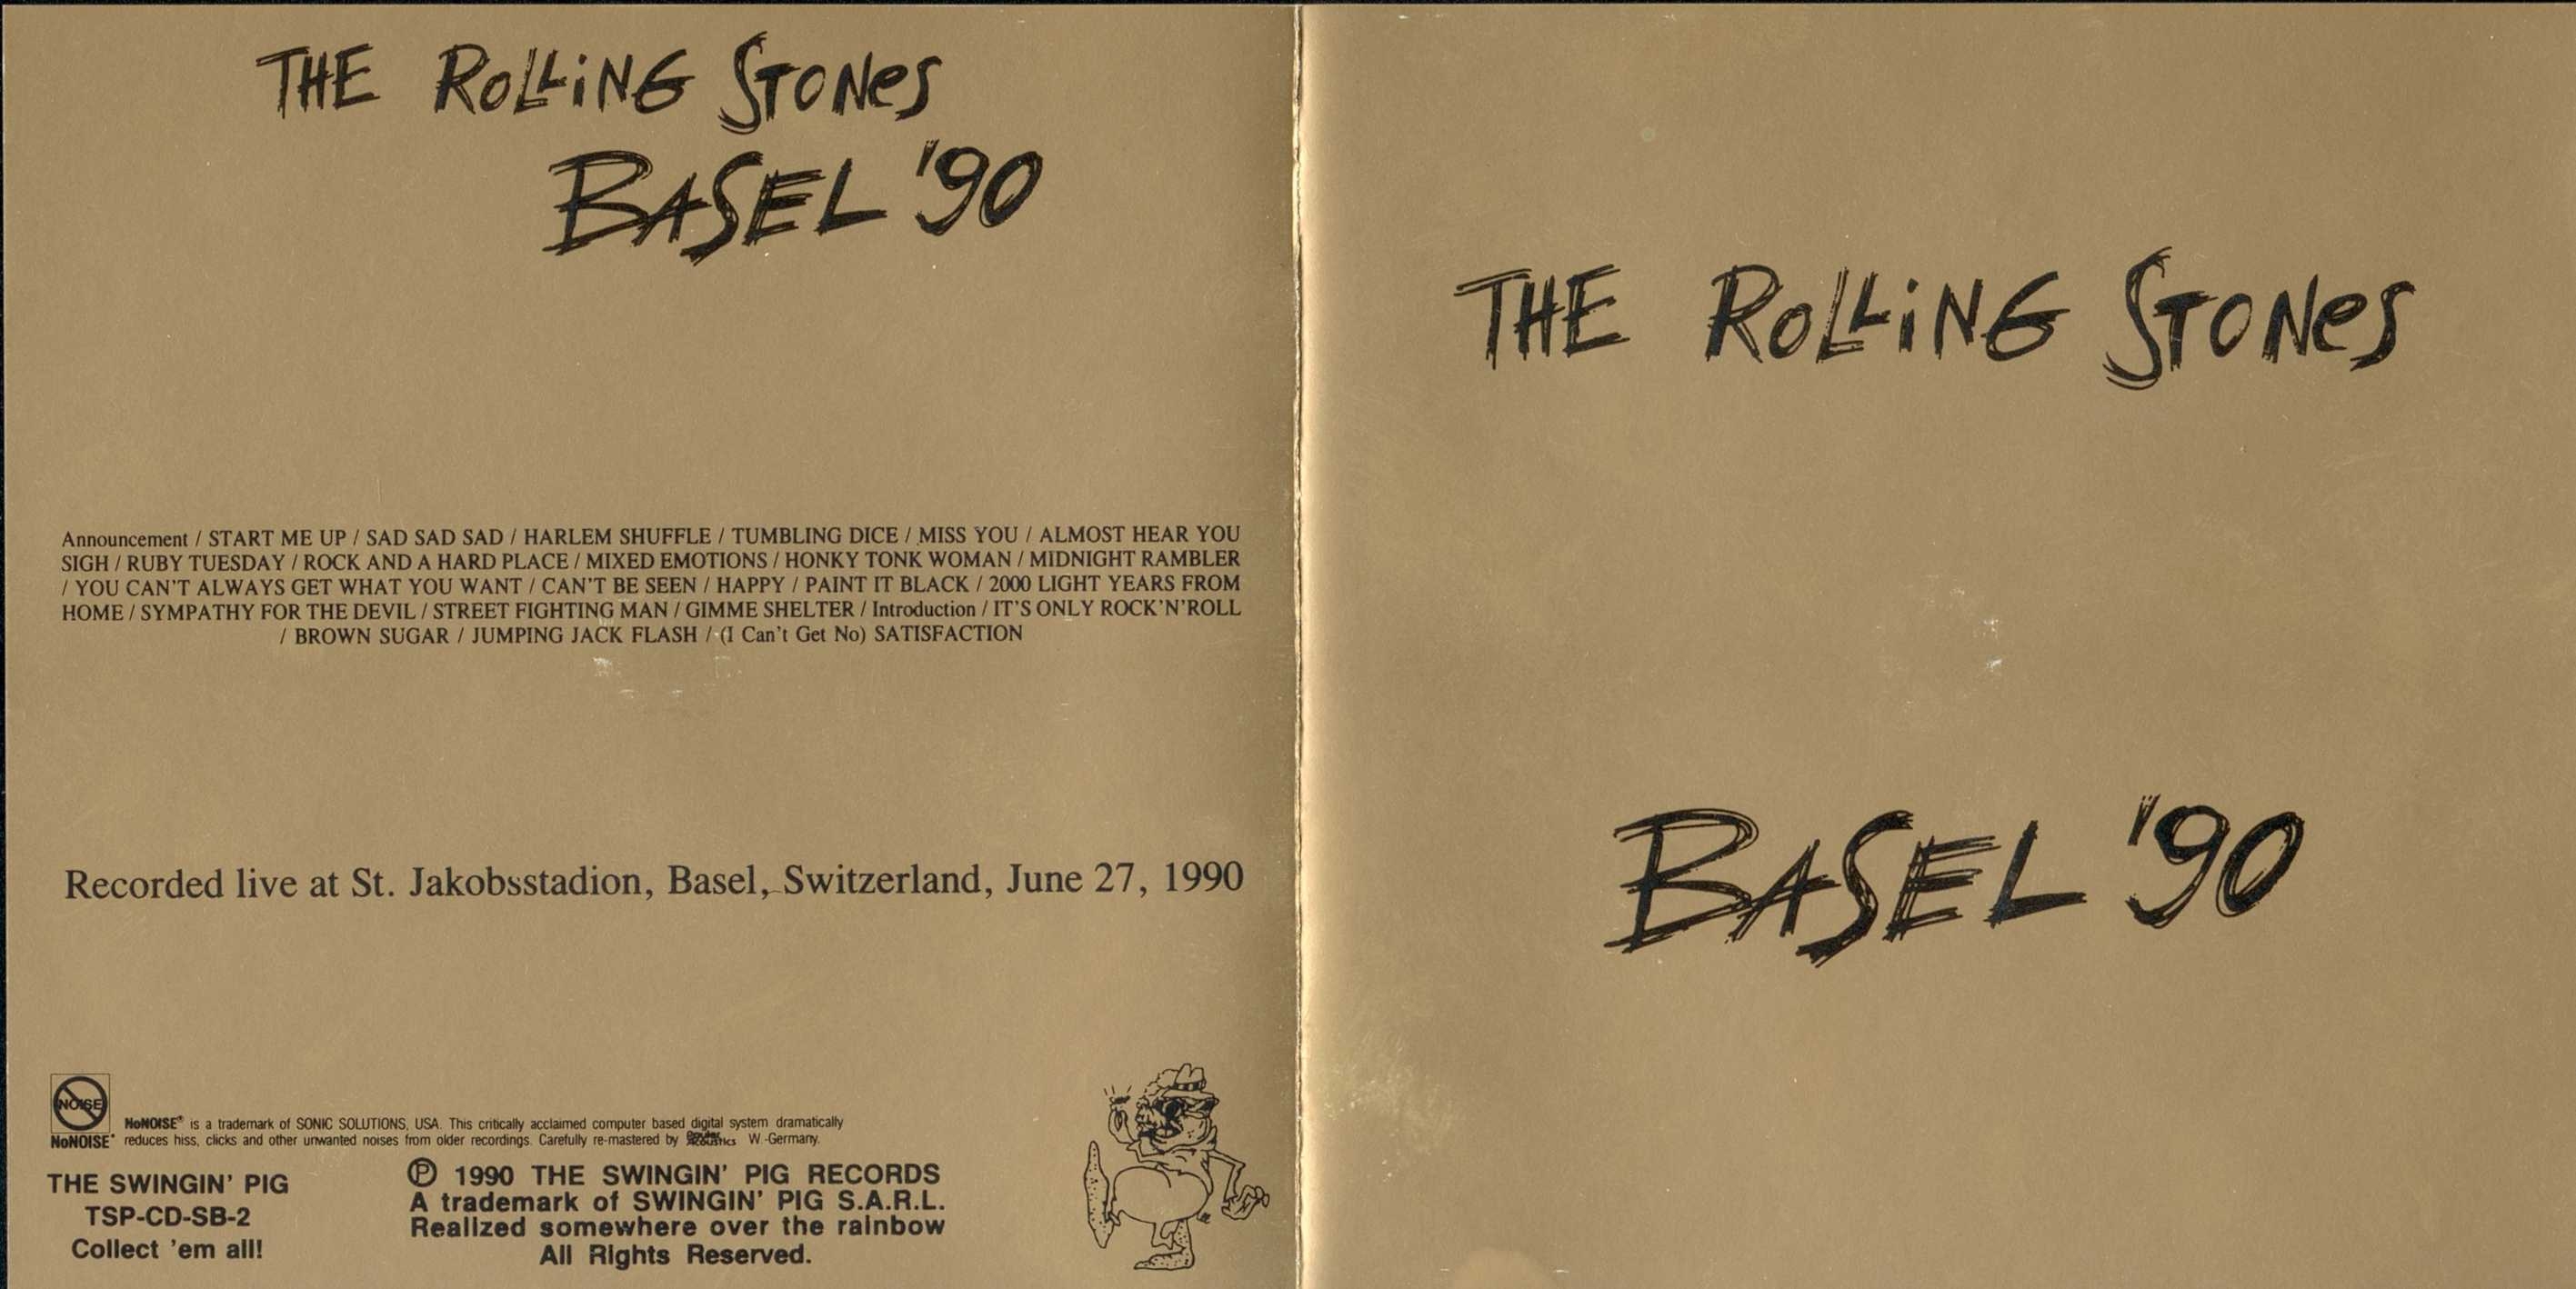 THE ROLLiNG STONeS
BASEL '90
Announcement / START ME UP / SAD SAD SAD / HARLEM SHUFFLE / TUMBLING DICE / MISS YOU / ALMOST HEAR YOU
SIGH / RUBY TUESDAY / ROCK AND A HARD PLACE / MIXED EMOTIONS / HONKY TONK WOMAN / MIDNIGHT RAMBLER
/ YOU CAN'T ALWAYS GET WHAT YOU WANT / CAN'T BE SEEN / HAPPY / PAINT IT BLACK / 2000 LIGHT YEARS FROM
HOME / SYMPATHY FOR THE DEVIL / STREET FIGHTING MAN / GIMME SHELTER / Introduction / IT'S ONLY ROCK'N'ROLL
/ BROWN SUGAR / JUMPING JACK FLASH / (I Can't Get No) SATISFACTION
Recorded live at St. Jakobsstadion, Basel, Switzerland, June 27, 1990
NOISE
NoNOISE®
NoNOISE® is a trademark of SONIC SOLUTIONS, USA. This critically acclaimed computer based digital system dramatically
reduces hiss, clicks and other unwanted noises from older recordings. Carefully re-mastered by ACOUSTICS W.-Germany.
THE SWINGIN' PIG
TSP-CD-SB-2
Collect 'em all!
Ⓟ 1990 THE SWINGIN' PIG RECORDS
A trademark of SWINGIN' PIG S.A.R.L.
Realized somewhere over the rainbow
All Rights Reserved.
THE ROLLiNG STONeS
BASEL '90